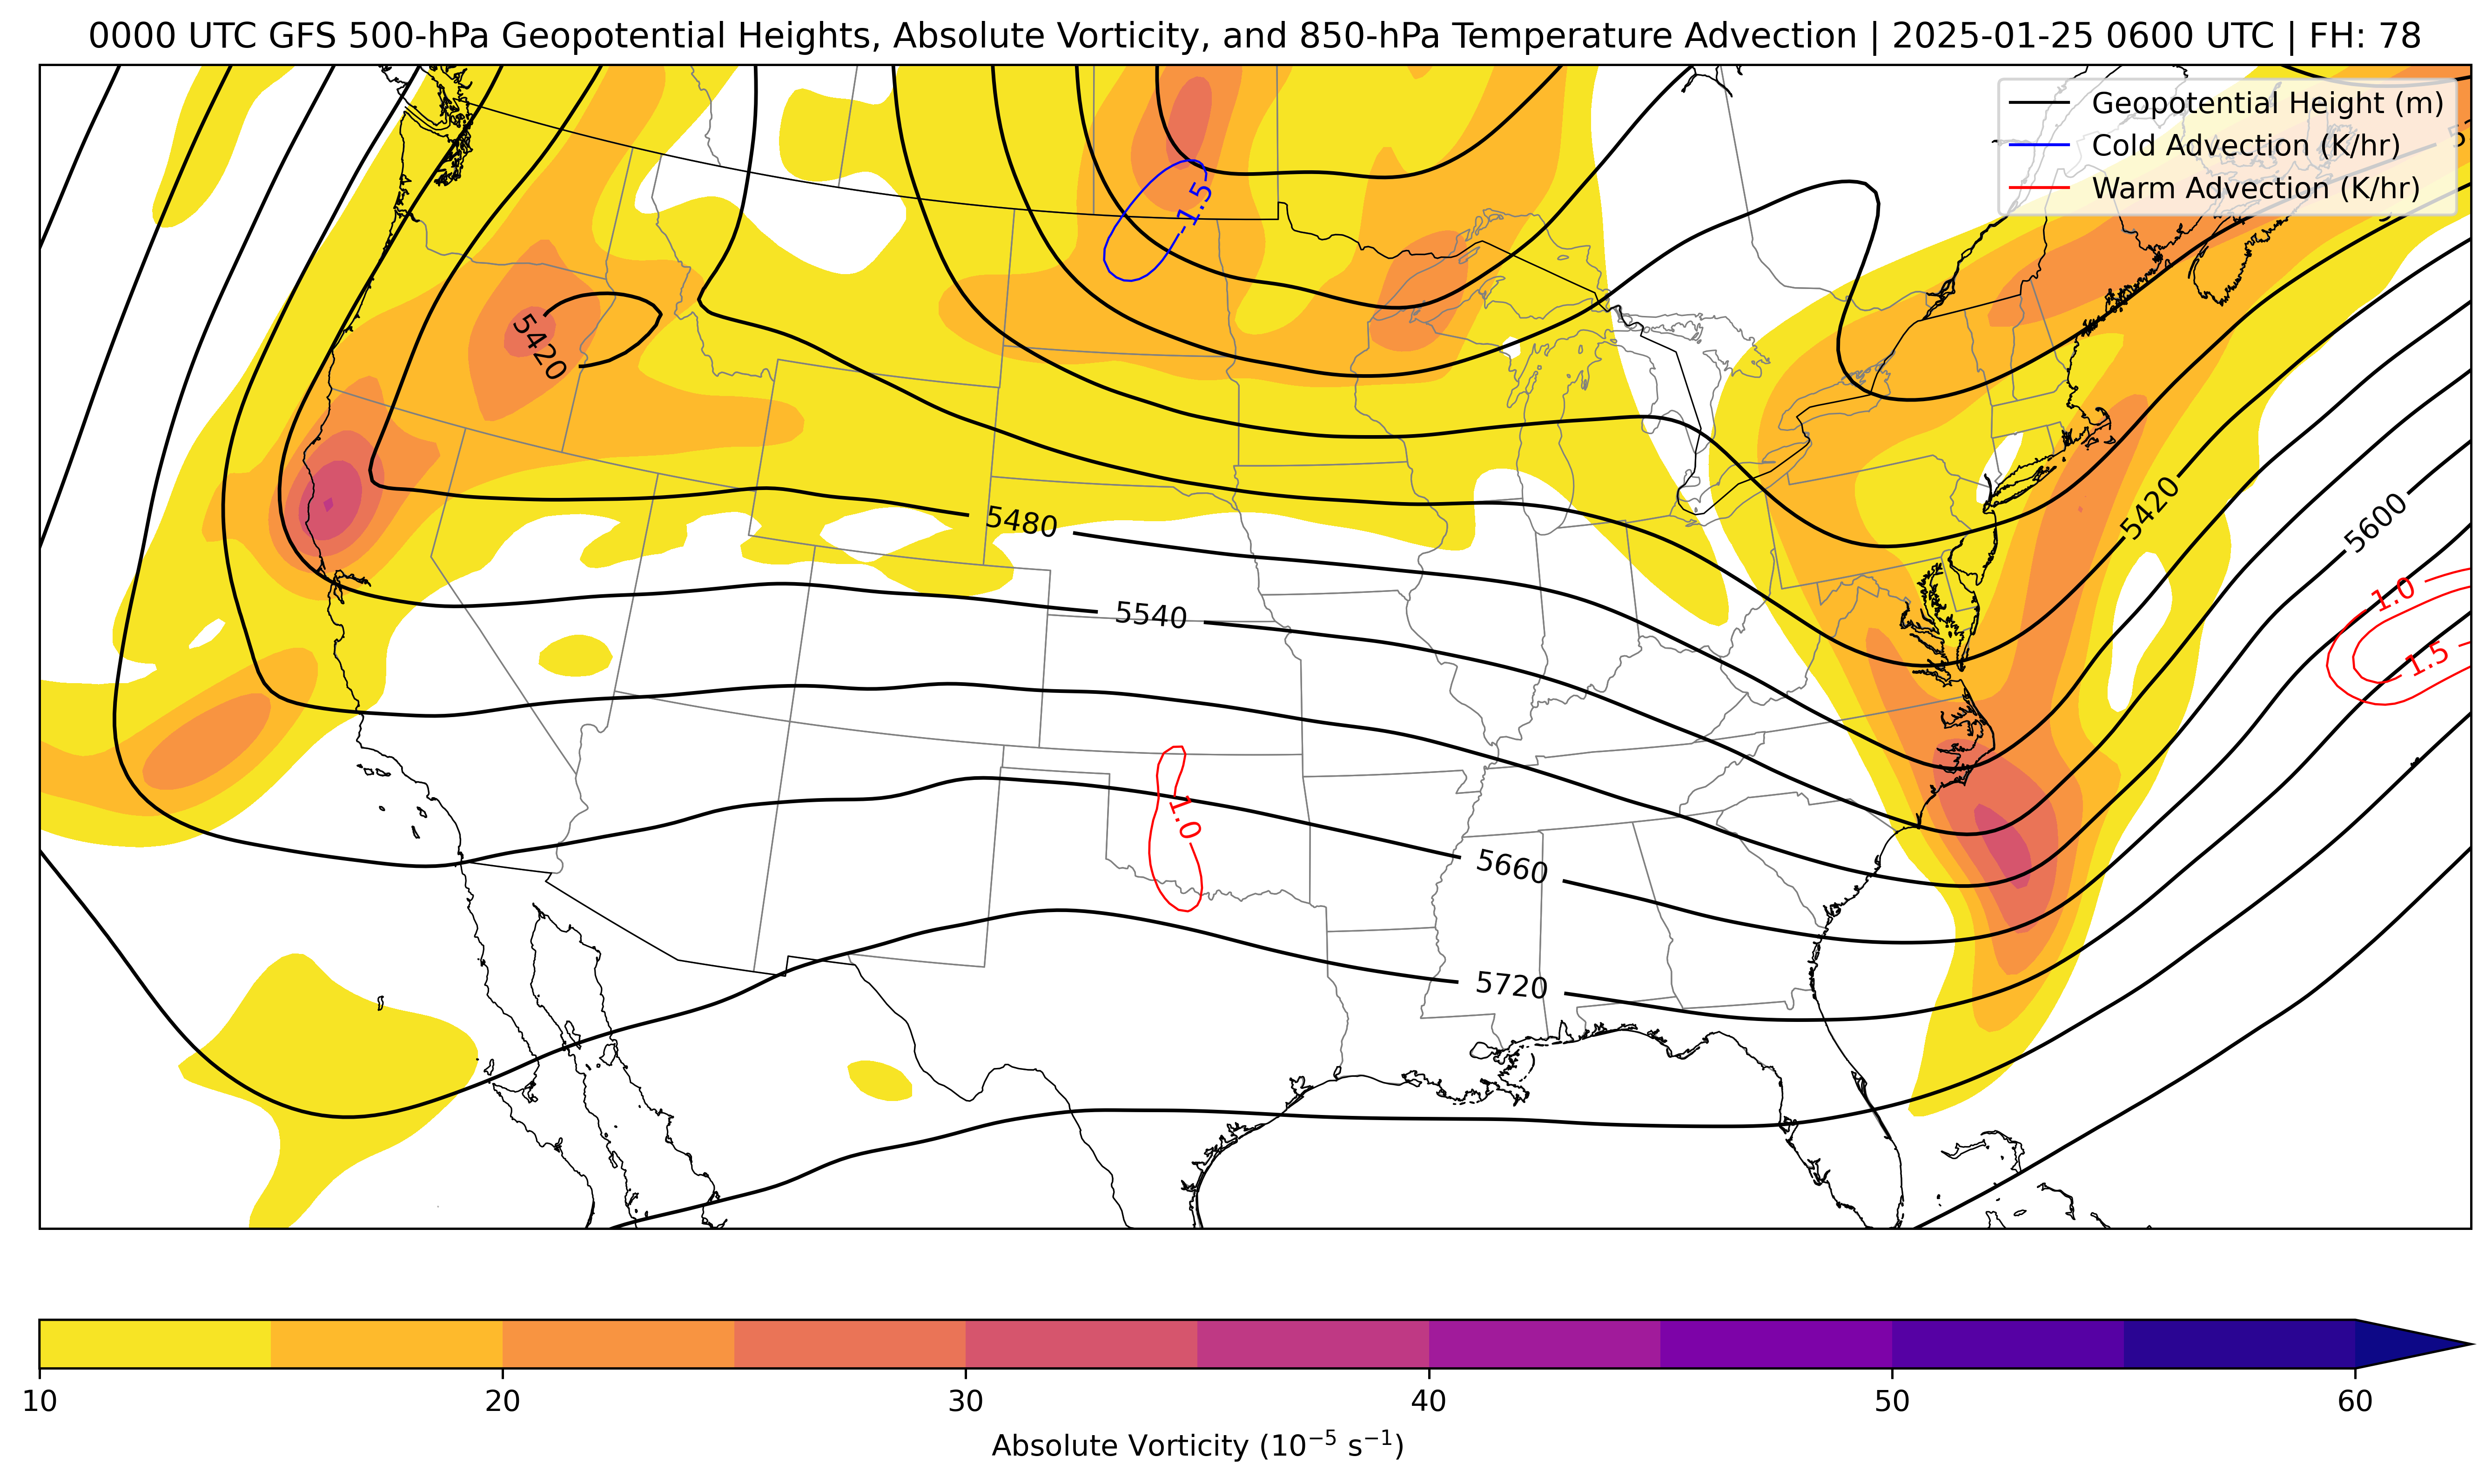 0000 UTC GFS 500-hPa Geopotential Heights, Absolute Vorticity, and 850-hPa Temperature Advection | 2025-01-25 0600 UTC | FH: 78
Geopotential Height (m)
Cold Advection (K/hr)
Warm Advection (K/hr)
-1.5
5420
5480
5420
5600
1.0
1.5
5540
1.0
5660
5720
10 20 30 40 50 60
Absolute Vorticity (10⁻⁵ s⁻¹)